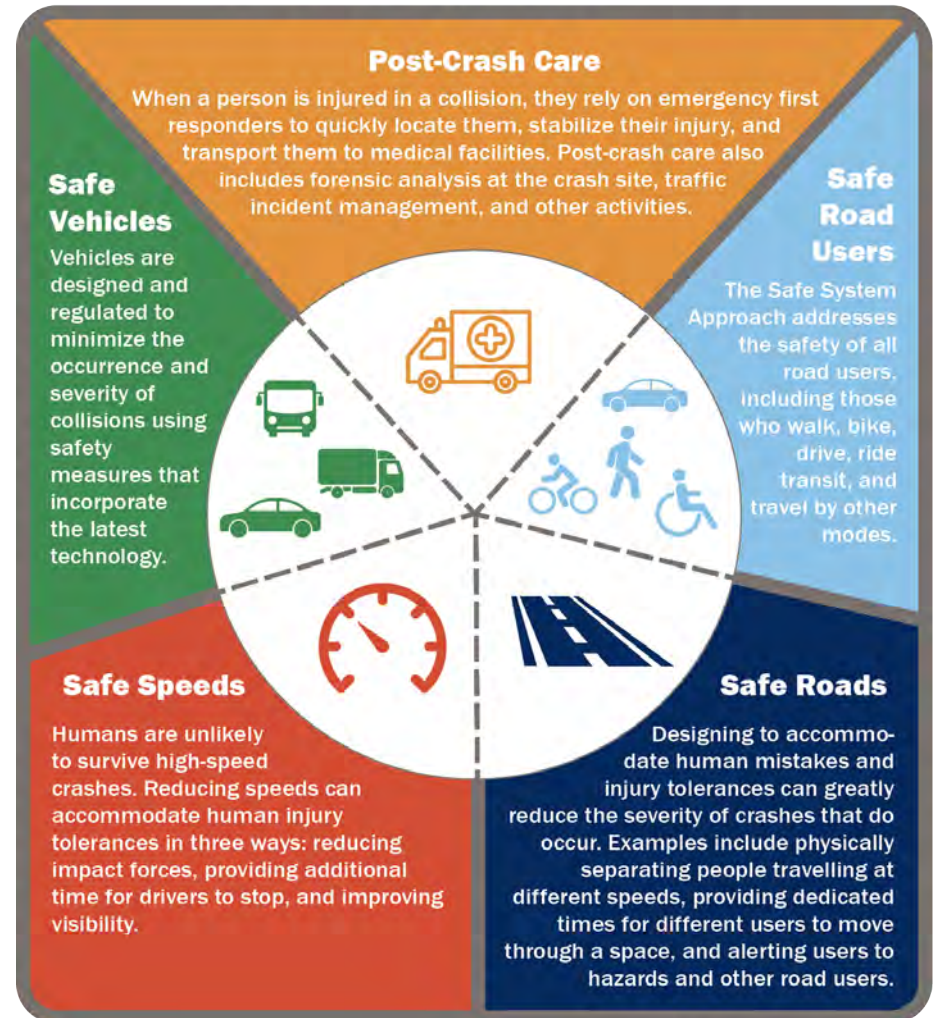 Post-Crash Care
When a person is injured in a collision, they rely on emergency first
responders to quickly locate them, stabilize their injury, and
transport them to medical facilities. Post-crash care also
includes forensic analysis at the crash site, traffic
incident management, and other activities.
Safe
Vehicles
Vehicles are
designed and
regulated to
minimize the
occurrence and
severity of
collisions using
safety
measures that
incorporate
the latest
technology.
Safe
Road
Users
The Safe System
Approach addresses
the safety of all
road users,
including those
who walk, bike,
drive, ride
transit, and
travel by other
modes.
Safe Speeds
Humans are unlikely
to survive high-speed
crashes. Reducing speeds can
accommodate human injury
tolerances in three ways: reducing
impact forces, providing additional
time for drivers to stop, and improving
visibility.
Safe Roads
Designing to accommo-
date human mistakes and
injury tolerances can greatly
reduce the severity of crashes that do
occur. Examples include physically
separating people travelling at
different speeds, providing dedicated
times for different users to move
through a space, and alerting users to
hazards and other road users.